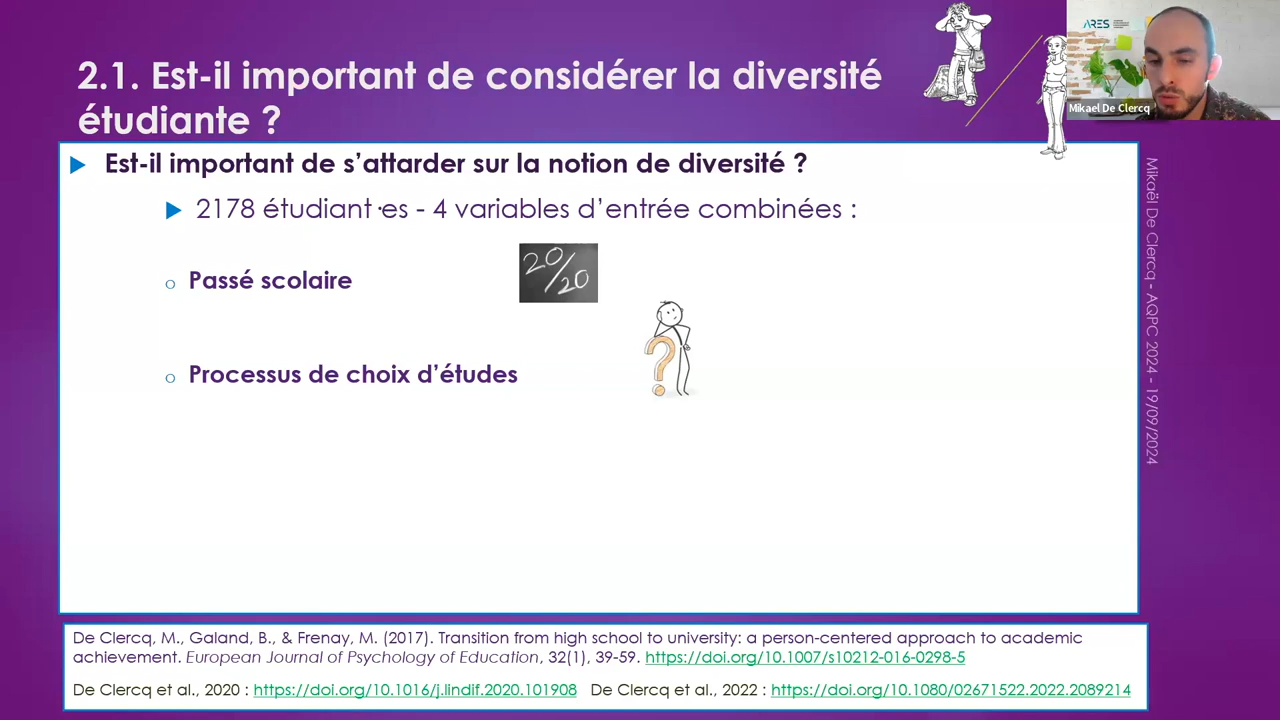 2.1. Est-il important de considérer la diversité
étudiante ?
ARES
Mikael De Clercq
Est-il important de s'attarder sur la notion de diversité ?
2178 étudiant·es - 4 variables d'entrée combinées :
20/20
Passé scolaire
Processus de choix d'études
?
Mikaël De Clercq - AQPC 2024 - 19/09/2024
De Clercq, M., Galand, B., & Frenay, M. (2017). Transition from high school to university: a person-centered approach to academic
achievement. European Journal of Psychology of Education, 32(1), 39-59. https://doi.org/10.1007/s10212-016-0298-5
De Clercq et al., 2020 : https://doi.org/10.1016/j.lindif.2020.101908 De Clercq et al., 2022 : https://doi.org/10.1080/02671522.2022.2089214